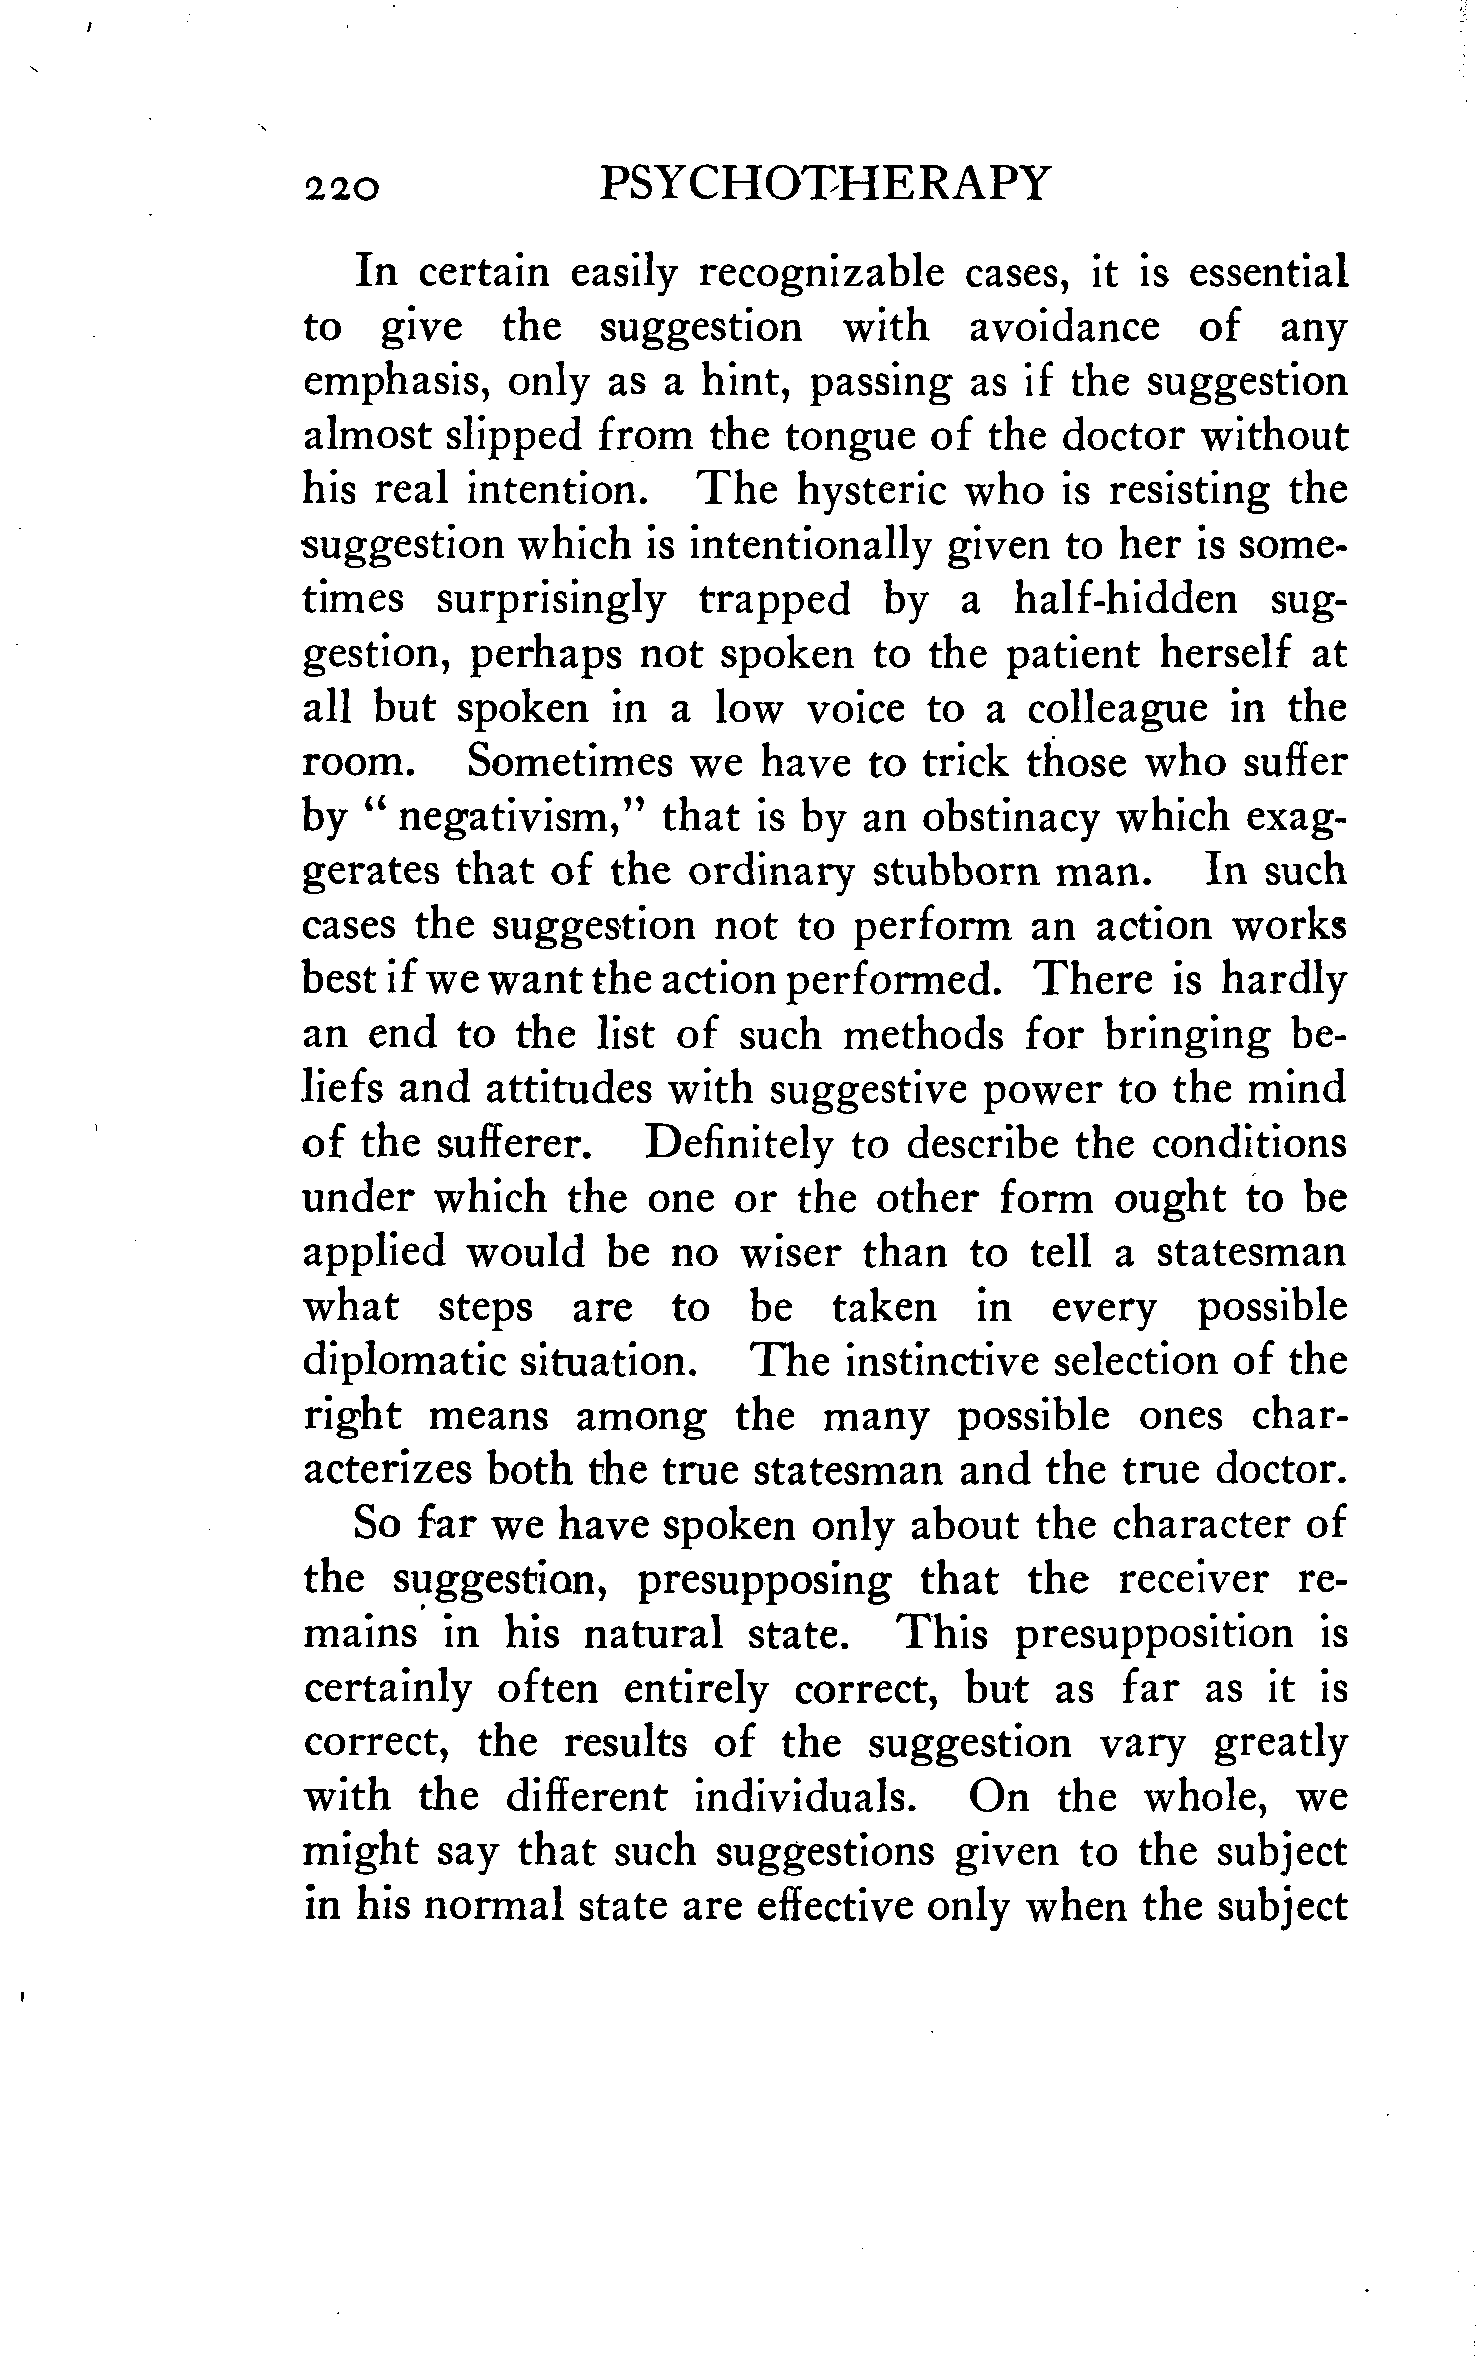 220 PSYCHOTHERAPY
In certain easily recognizable cases, it is essential
to give the suggestion with avoidance of any
emphasis, only as a hint, passing as if the suggestion
almost slipped from the tongue of the doctor without
his real intention. The hysteric who is resisting the
suggestion which is intentionally given to her is some-
times surprisingly trapped by a half-hidden sug-
gestion, perhaps not spoken to the patient herself at
all but spoken in a low voice to a colleague in the
room. Sometimes we have to trick those who suffer
by “ negativism,” that is by an obstinacy which exag-
gerates that of the ordinary stubborn man. In such
cases the suggestion not to perform an action works
best if we want the action performed. There is hardly
an end to the list of such methods for bringing be-
liefs and attitudes with suggestive power to the mind
of the sufferer. Definitely to describe the conditions
under which the one or the other form ought to be
applied would be no wiser than to tell a statesman
what steps are to be taken in every possible
diplomatic situation. The instinctive selection of the
right means among the many possible ones char-
acterizes both the true statesman and the true doctor.
So far we have spoken only about the character of
the suggestion, presupposing that the receiver re-
mains in his natural state. This presupposition is
certainly often entirely correct, but as far as it is
correct, the results of the suggestion vary greatly
with the different individuals. On the whole, we
might say that such suggestions given to the subject
in his normal state are effective only when the subject